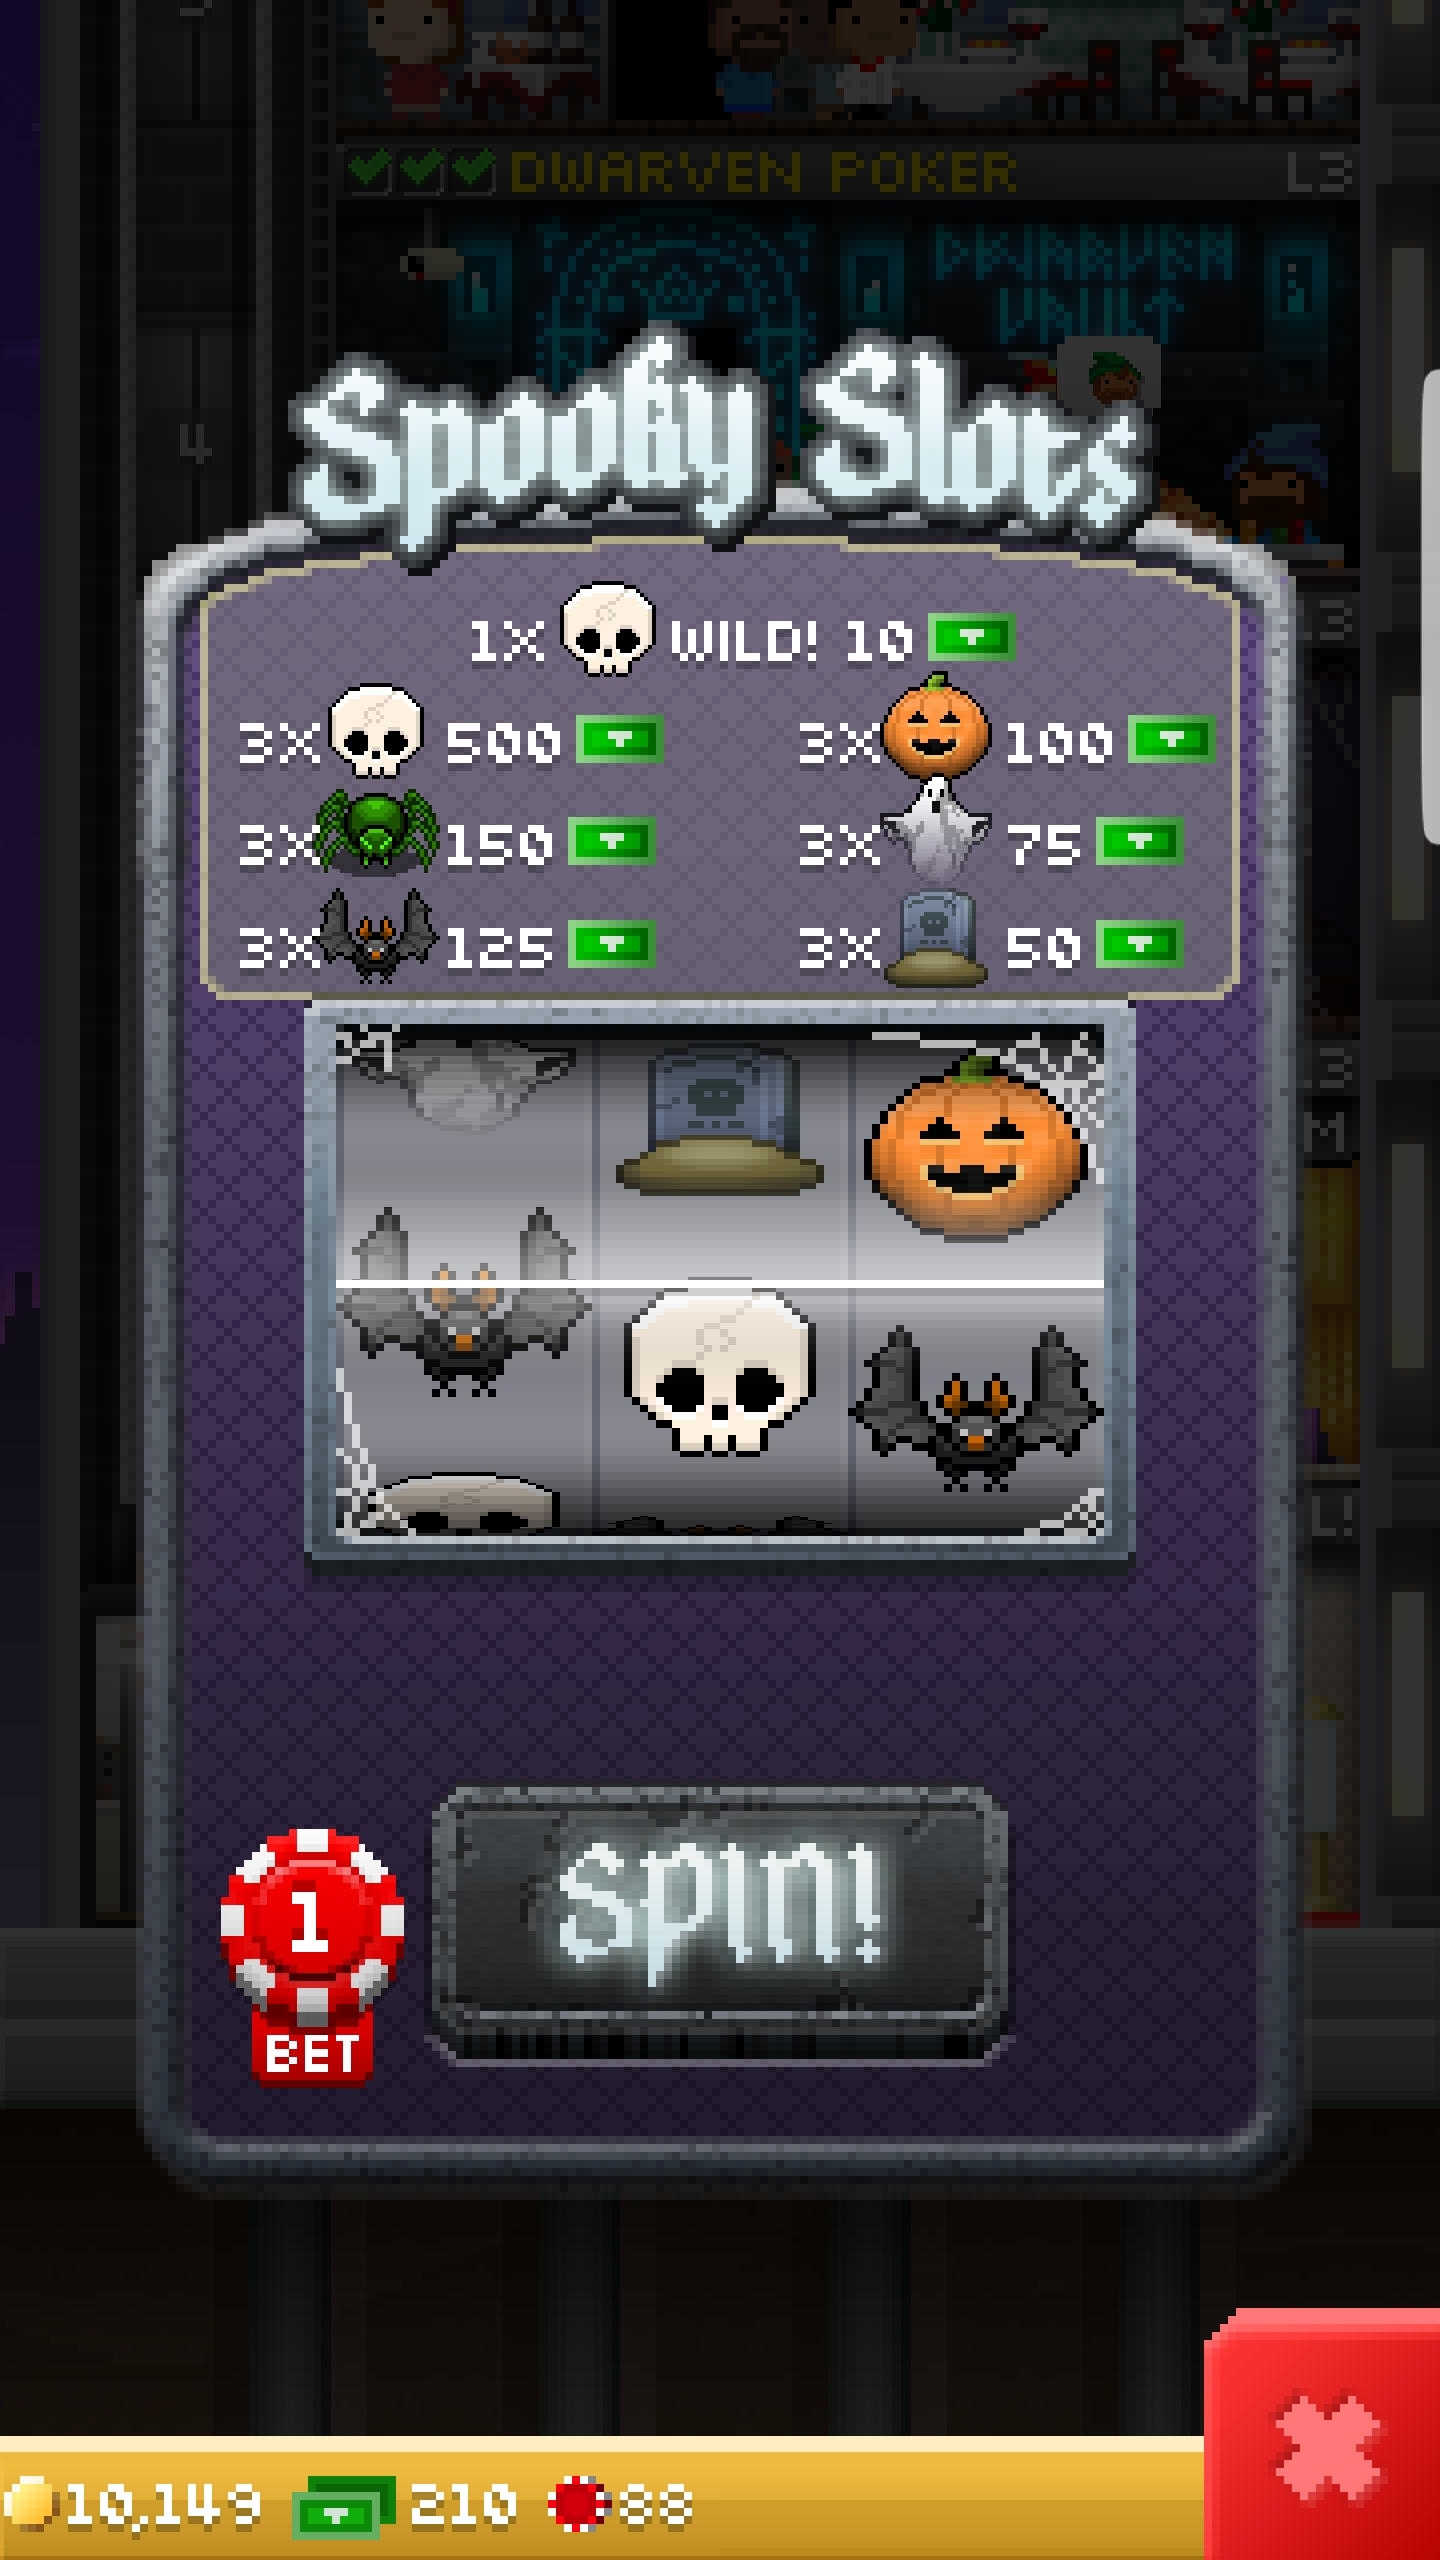 DWARVEN POKER L3
DWARVEN
VAULT
4
Spooky Slots
1X WILD! 10
3X 500 3X 100
3X 150 3X 75
3X 125 3X 50
SPIN!
1
BET
10,149 210 88